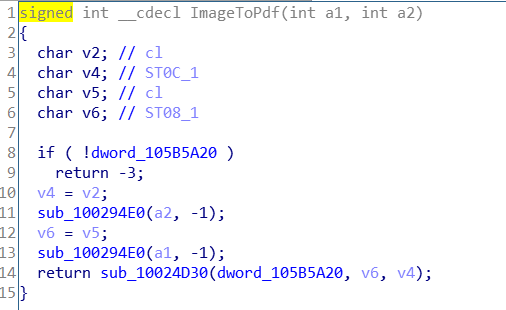 1 signed int __cdecl ImageToPdf(int a1, int a2)
2 {
3   char v2; // cl
4   char v4; // ST0C_1
5   char v5; // cl
6   char v6; // ST08_1
7
8   if ( !dword_105B5A20 )
9     return -3;
10   v4 = v2;
11   sub_100294E0(a2, -1);
12   v6 = v5;
13   sub_100294E0(a1, -1);
14   return sub_10024D30(dword_105B5A20, v6, v4);
15 }